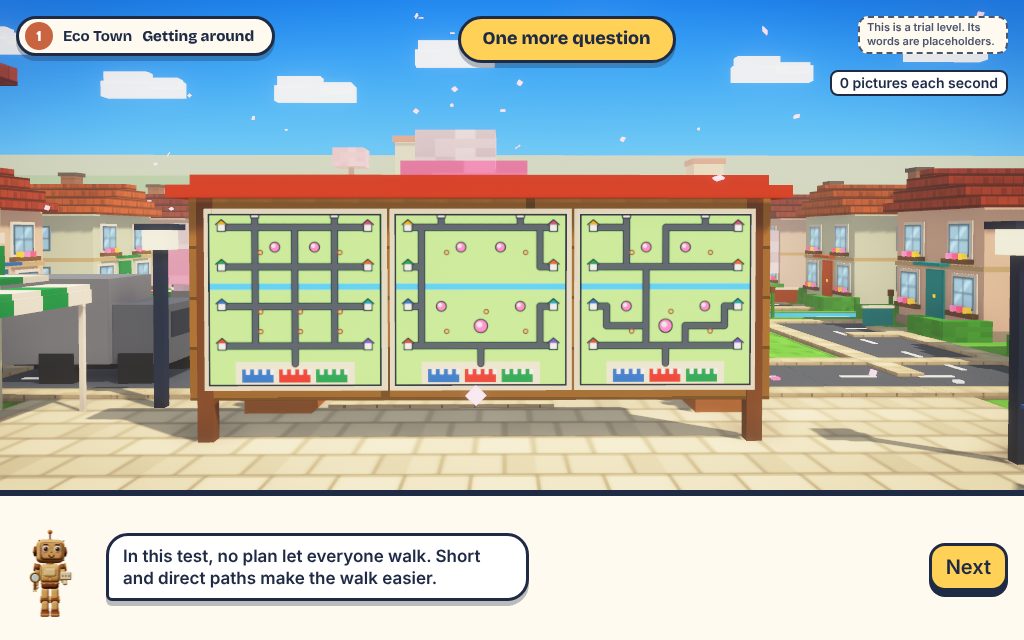 1 Eco Town Getting around
One more question
This is a trial level. Its
words are placeholders.
0 pictures each second
In this test, no plan let everyone walk. Short
and direct paths make the walk easier.
Next